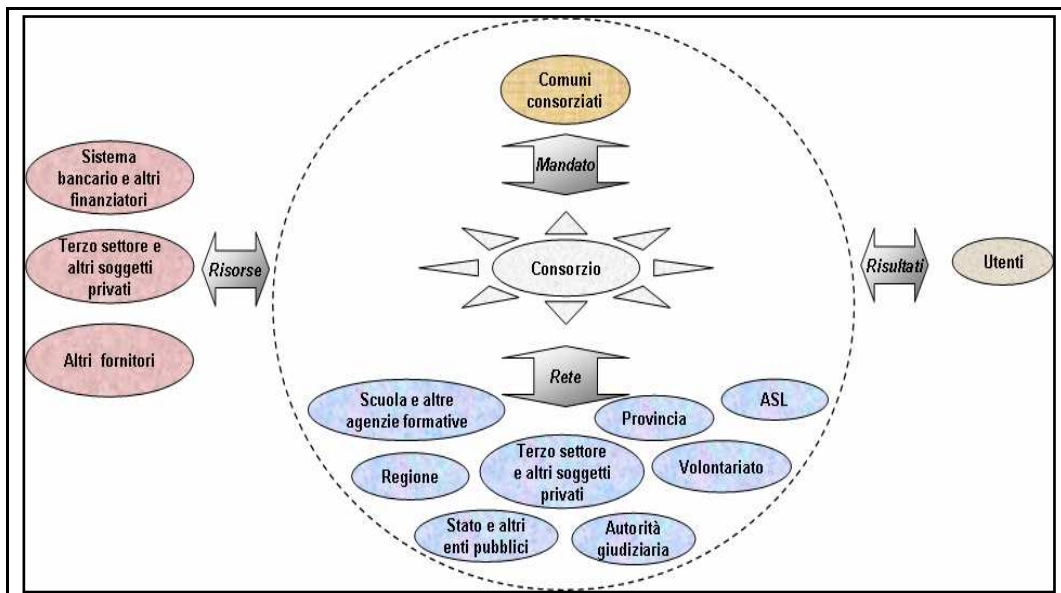 Comuni
consorziati
Mandato
Sistema
bancario e altri
finanziatori
Terzo settore e
altri soggetti
privati
Altri fornitori
Risorse
Consorzio
Risultati
Utenti
Rete
Scuola e altre
agenzie formative
Provincia
ASL
Regione
Terzo settore
e altri soggetti
privati
Volontariato
Stato e altri
enti pubblici
Autorità
giudiziaria